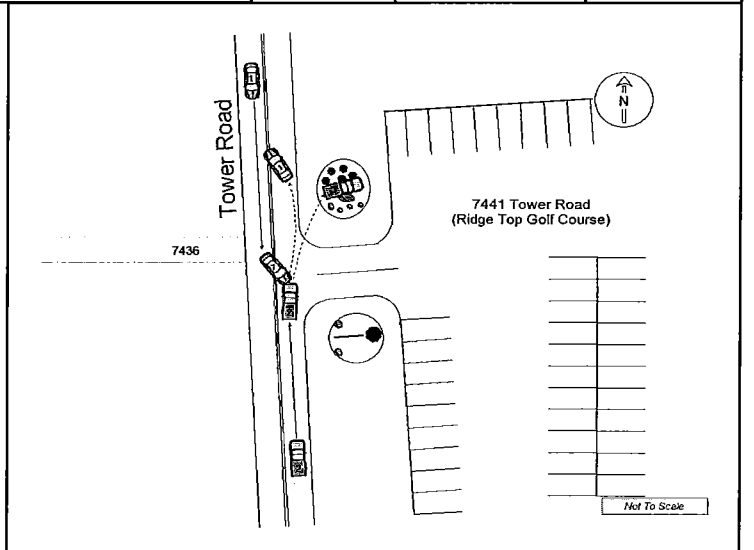 N
Tower Road
7441 Tower Road
(Ridge Top Golf Course)
7436
Not To Scale